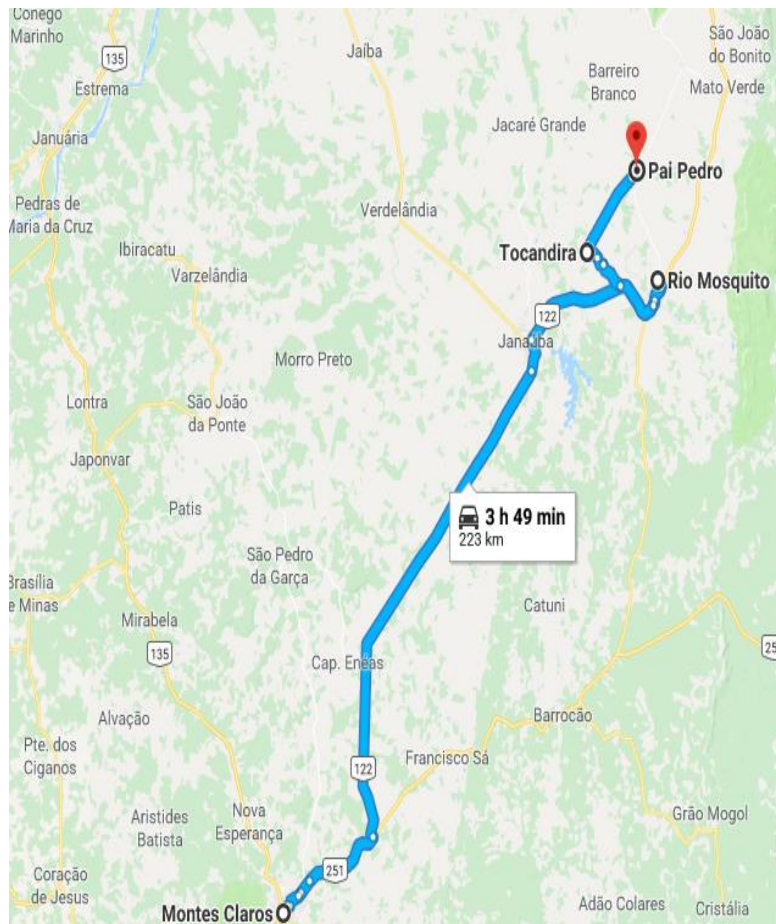 Conego
Marinho
135
Estrema
Jaíba
São João
do Bonito
Barreiro
Branco
Mato Verde
Jacaré Grande
Januária
Pai Pedro
Pedras de
Maria da Cruz
Verdelândia
Ibiracatu
Varzelândia
Tocandira
Rio Mosquito
122
Janaúba
Morro Preto
Lontra
São João
da Ponte
Japonvar
3 h 49 min
223 km
Patis
São Pedro
da Garça
Brasília
e Minas
Catuni
Mirabela
135
25
Cap. Enéas
Alvação
Barrocão
Pte. dos
Ciganos
Francisco Sá
122
Nova
Esperança
Aristides
Batista
Grão Mogol
251
Coração
de Jesus
Montes Claros
Adão Colares
Cristália